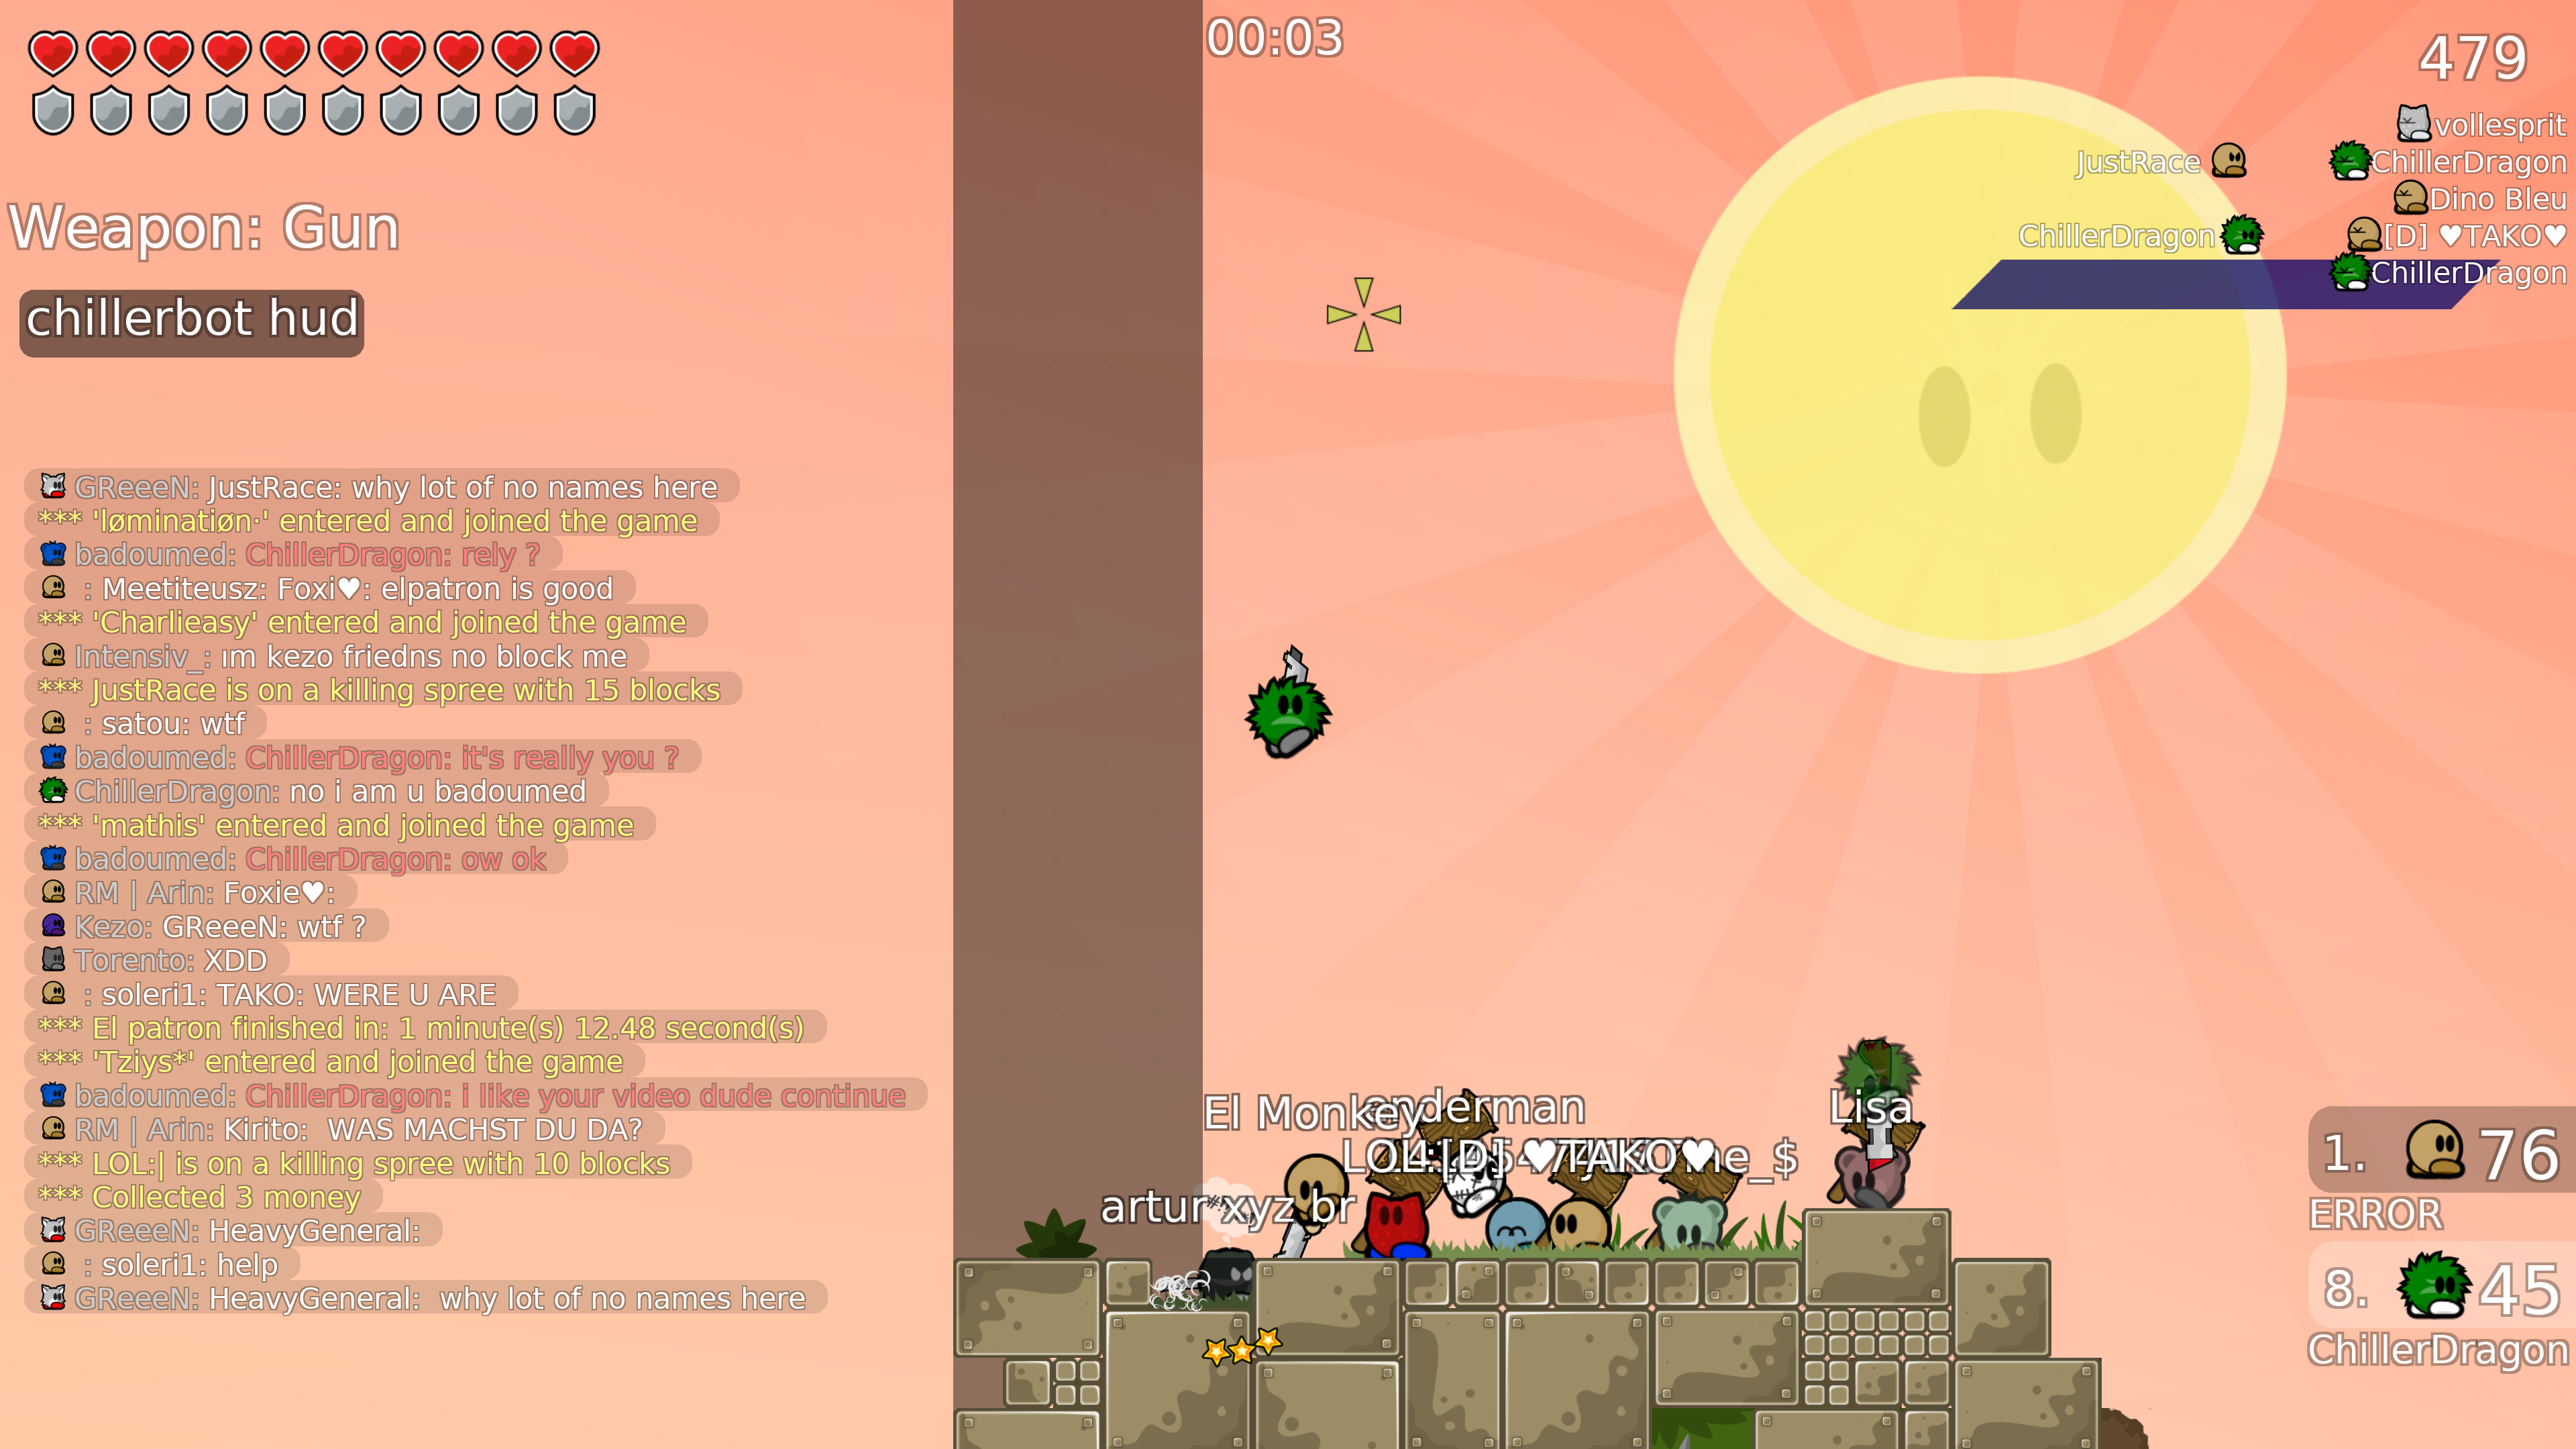 00:03
479
vollesprit
JustRace ChillerDragon
Dino Bleu
ChillerDragon [D] ♥TAKO♥
ChillerDragon
Weapon: Gun
chillerbot hud
GReeeN: JustRace: why lot of no names here
*** 'løminatiøn·' entered and joined the game
badoumed: ChillerDragon: rely ?
: Meetiteusz: Foxi♥: elpatron is good
*** 'Charlieasy' entered and joined the game
Intensiv_: ım kezo friedns no block me
*** JustRace is on a killing spree with 15 blocks
: satou: wtf
badoumed: ChillerDragon: it's really you ?
ChillerDragon: no i am u badoumed
*** 'mathis' entered and joined the game
badoumed: ChillerDragon: ow ok
RM | Arin: Foxie♥:
Kezo: GReeeN: wtf ?
Torento: XDD
: soleri1: TAKO: WERE U ARE
*** El patron finished in: 1 minute(s) 12.48 second(s)
*** 'Tziys*' entered and joined the game
badoumed: ChillerDragon: i like your video dude continue
RM | Arin: Kirito:  WAS MACHST DU DA?
*** LOL:| is on a killing spree with 10 blocks
*** Collected 3 money
GReeeN: HeavyGeneral:
: soleri1: help
GReeeN: HeavyGeneral:  why lot of no names here
El Monkey
enderman
Lisa
[D] ♥TAKO♥
artur xyz br
1. 76
ERROR
8. 45
ChillerDragon